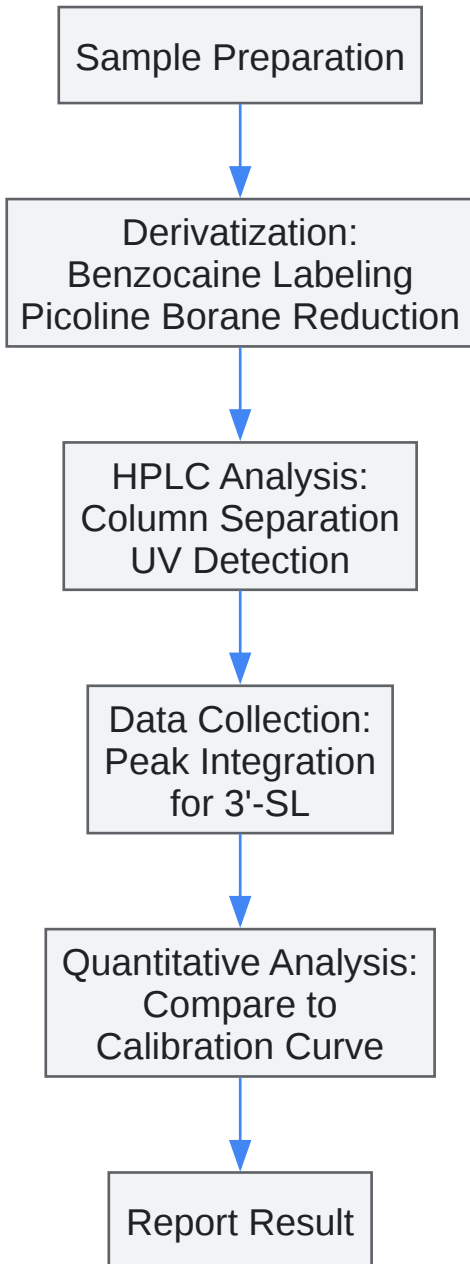 Sample Preparation
Derivatization:
Benzocaine Labeling
Picoline Borane Reduction
HPLC Analysis:
Column Separation
UV Detection
Data Collection:
Peak Integration
for 3'-SL
Quantitative Analysis:
Compare to
Calibration Curve
Report Result